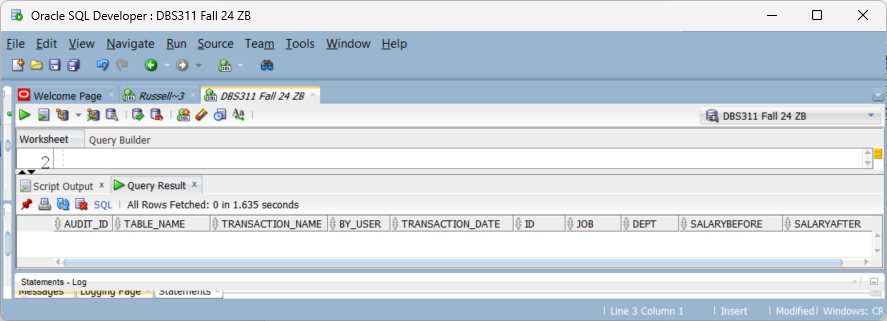 Oracle SQL Developer : DBS311 Fall 24 ZB
File Edit View Navigate Run Source Team Tools Window Help
Welcome Page × Russell~3 × DBS311 Fall 24 ZB ×
DBS311 Fall 24 ZB
Worksheet Query Builder
2
Script Output × Query Result ×
SQL | All Rows Fetched: 0 in 1.635 seconds
AUDIT_ID TABLE_NAME TRANSACTION_NAME BY_USER TRANSACTION_DATE ID JOB DEPT SALARYBEFORE SALARYAFTER
Statements - Log
Messages Logging Page × Statements ×
Line 3 Column 1 | Insert | Modified | Windows: CR